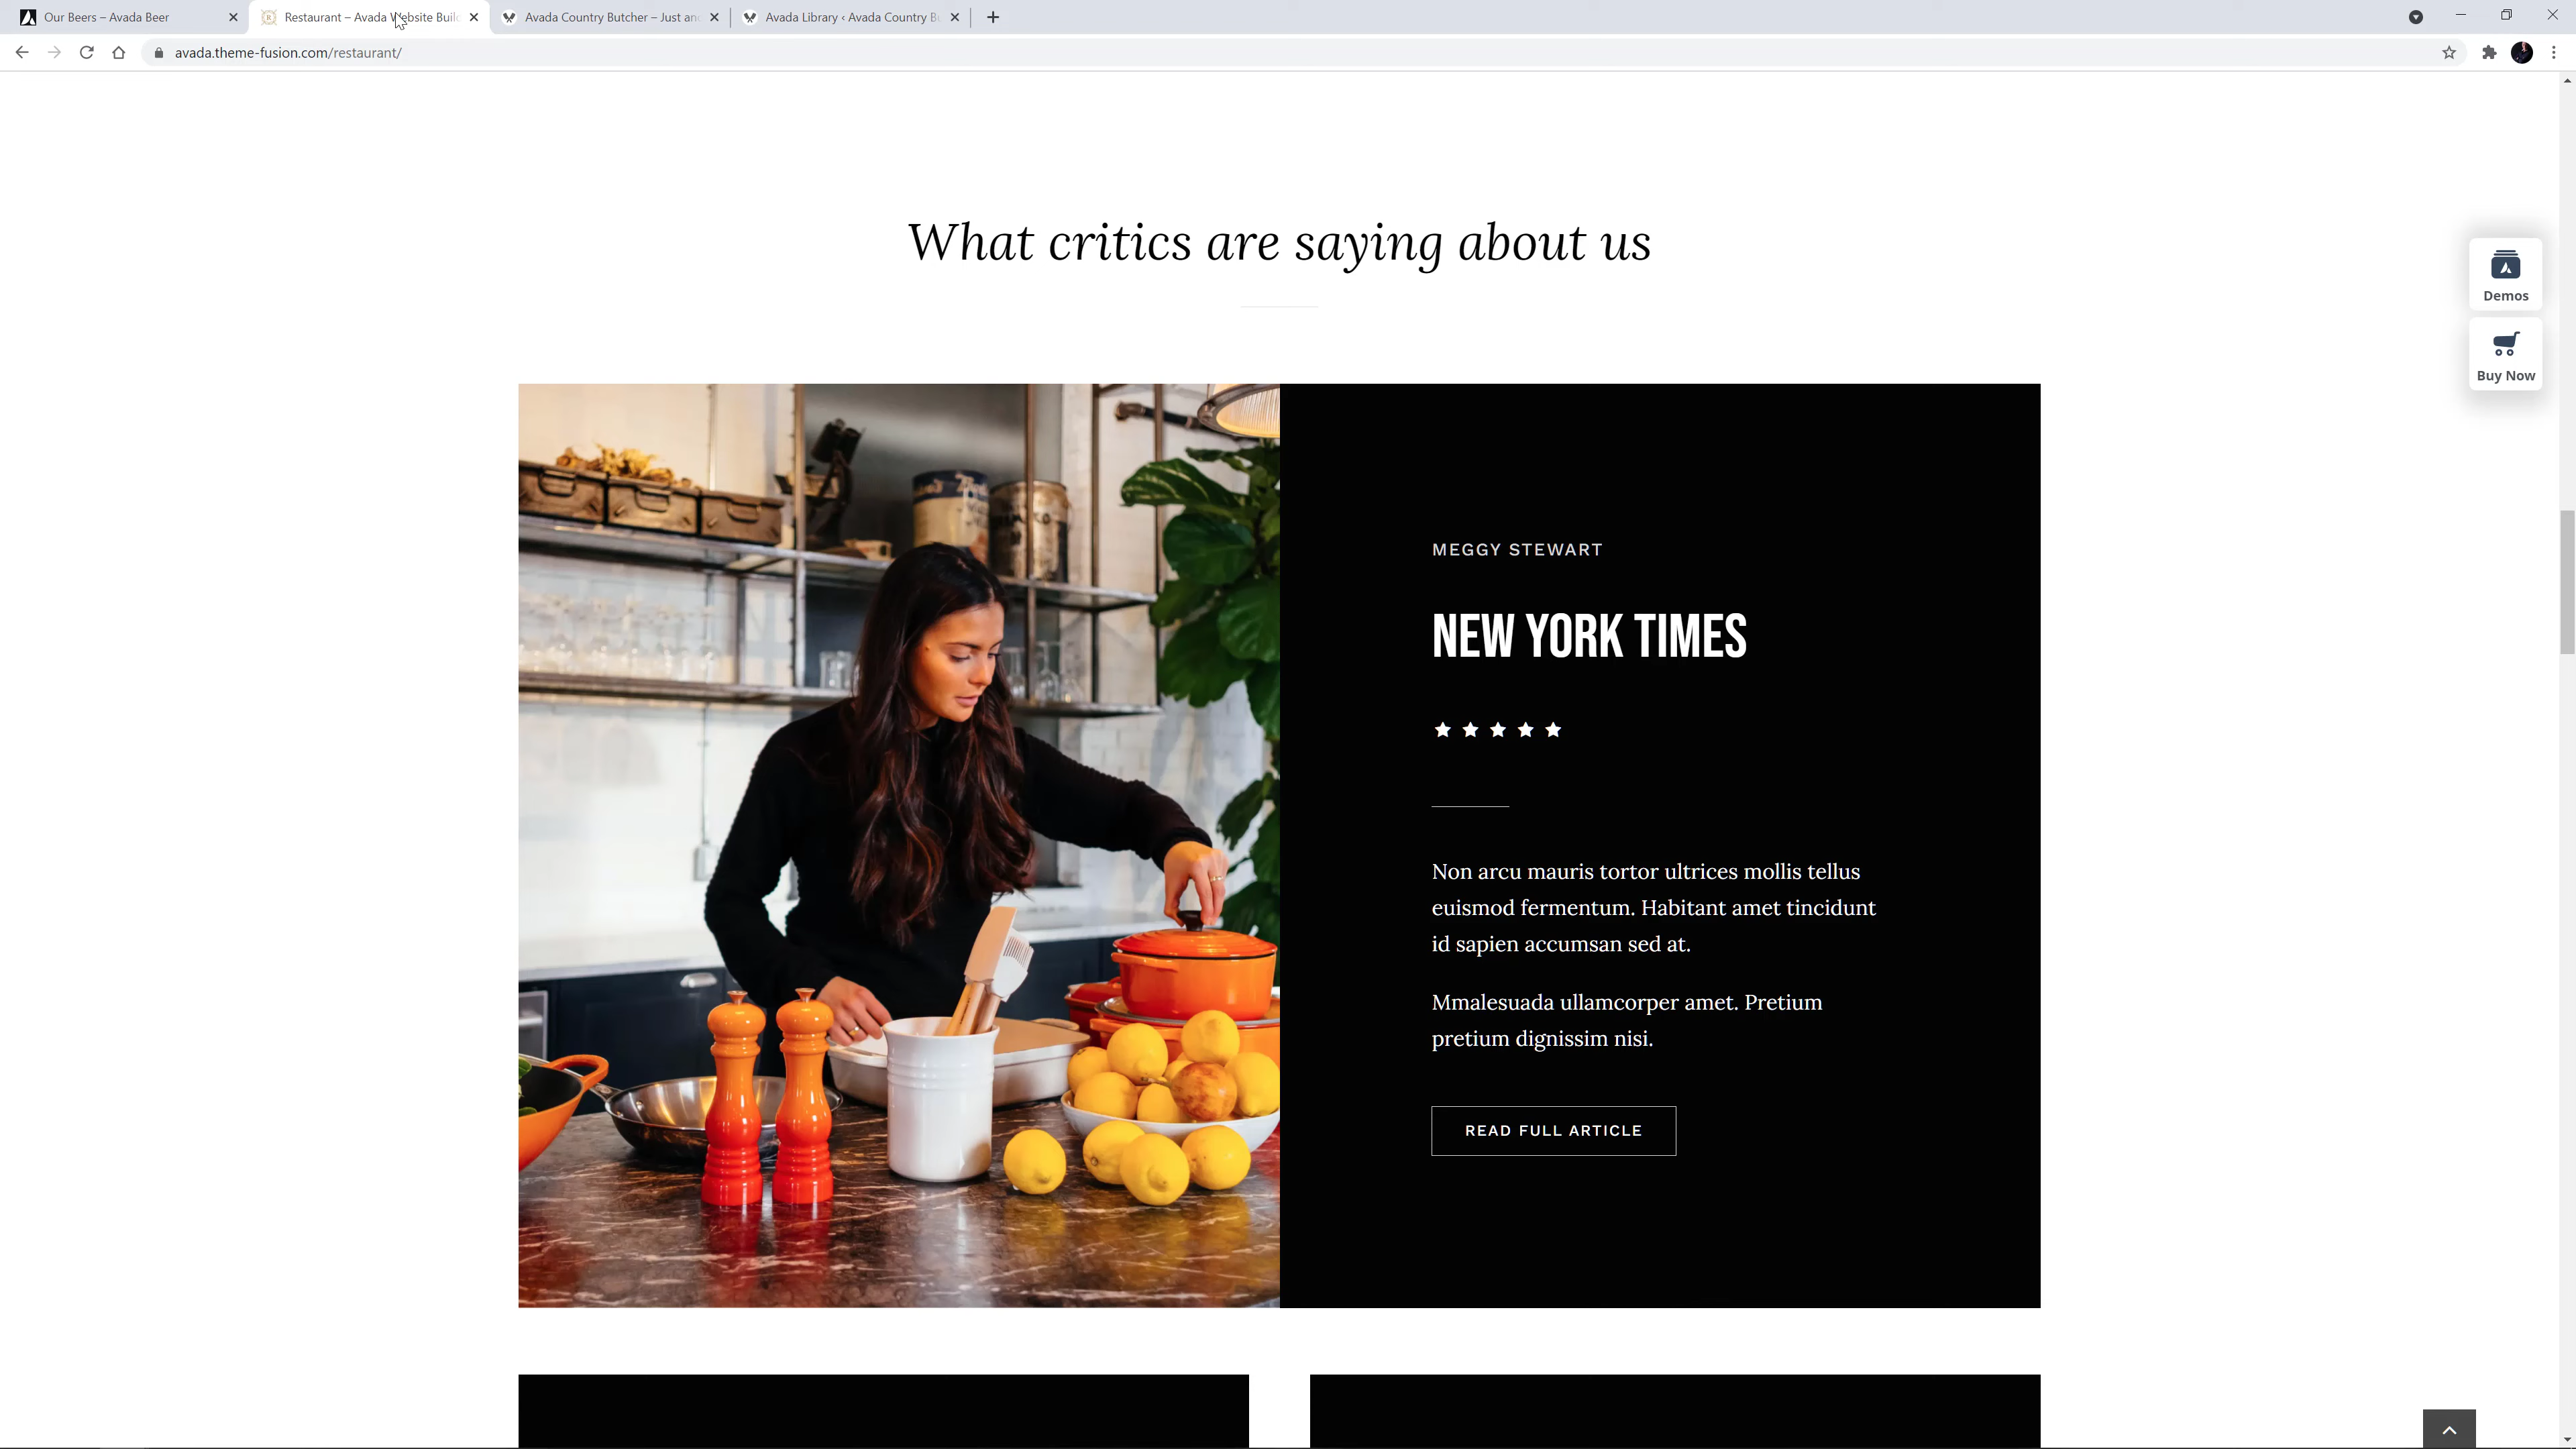 Our Beers – Avada Beer
Restaurant – Avada Website Buil
Avada Country Butcher – Just an
Avada Library ‹ Avada Country B
avada.theme-fusion.com/restaurant/
What critics are saying about us
Demos
Buy Now
MEGGY STEWART
NEW YORK TIMES
Non arcu mauris tortor ultrices mollis tellus
euismod fermentum. Habitant amet tincidunt
id sapien accumsan sed at.
Mmalesuada ullamcorper amet. Pretium
pretium dignissim nisi.
READ FULL ARTICLE